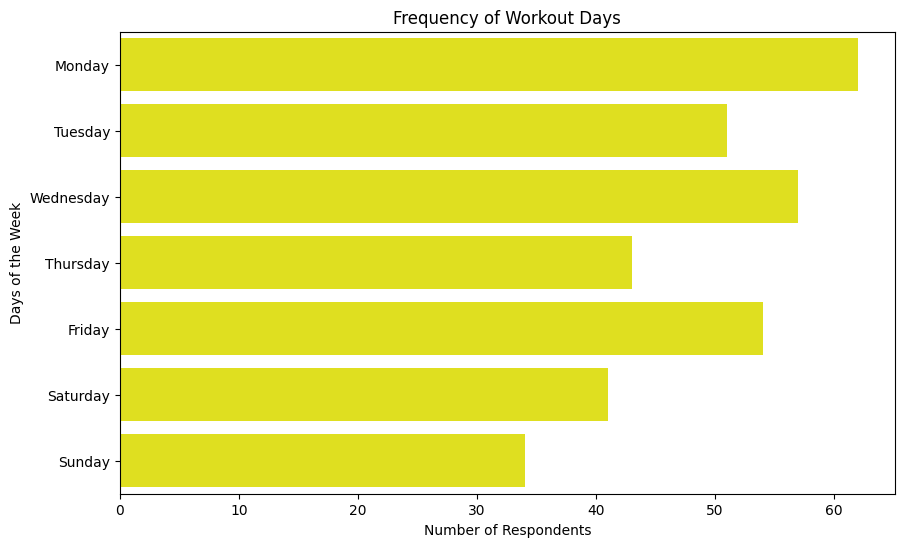 Frequency of Workout Days
Monday
Tuesday
Wednesday
Thursday
Friday
Saturday
Sunday
Days of the Week
0 10 20 30 40 50 60
Number of Respondents